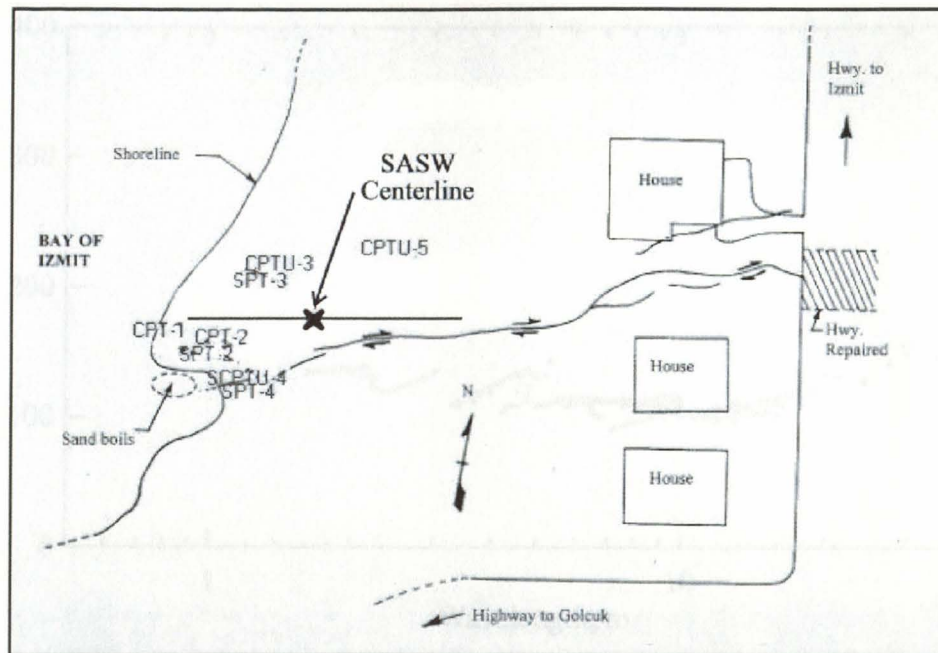 Hwy. to
Izmit
Shoreline
SASW
Centerline
House
BAY OF
IZMIT
CPTU-5
CPTU-3
SPT-3
CPT-1
CPT-2
SPT-2
Hwy.
Repaired
SCPTU-4
SPT-4
House
N
Sand boils
House
Highway to Golcuk